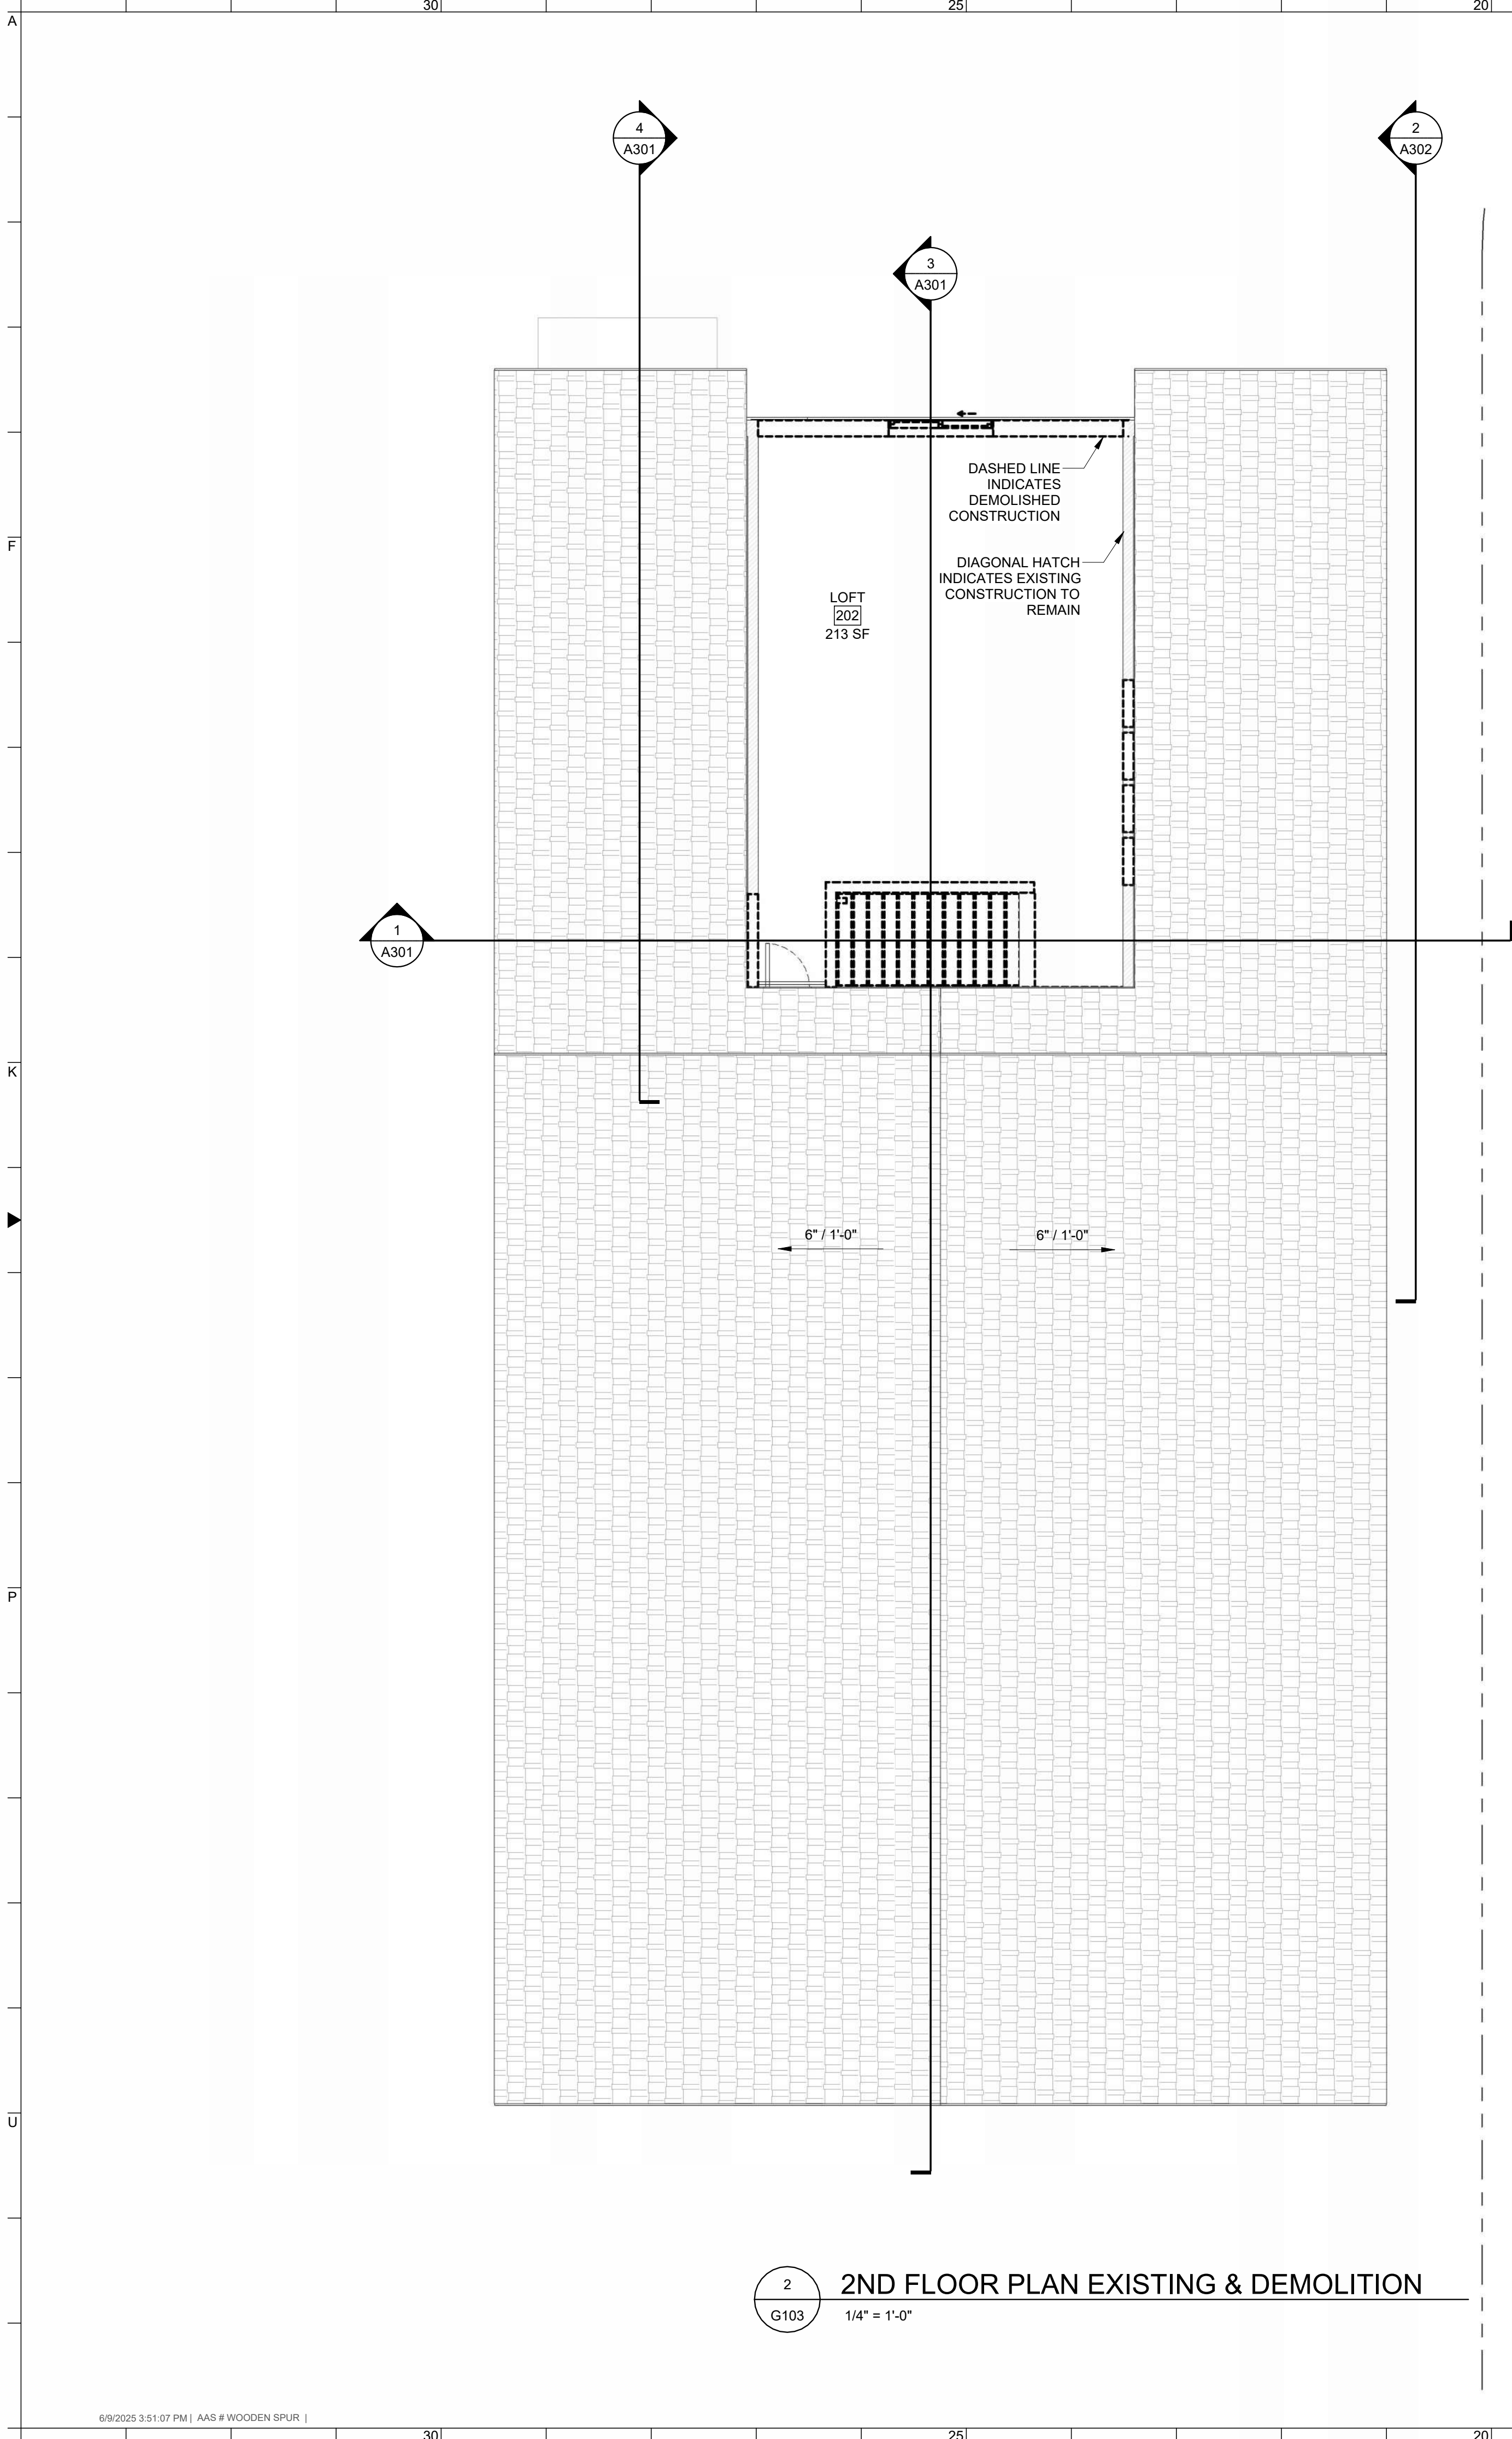 30
25
20
A
4
A301
2
A302
3
A301
DASHED LINE
INDICATES
DEMOLISHED
CONSTRUCTION
F
DIAGONAL HATCH
INDICATES EXISTING
CONSTRUCTION TO
REMAIN
LOFT
202
213 SF
1
A301
K
6" / 1'-0"
6" / 1'-0"
P
U
2
G103
2ND FLOOR PLAN EXISTING & DEMOLITION
1/4" = 1'-0"
6/9/2025 3:51:07 PM | AAS # WOODEN SPUR |
30
25
20